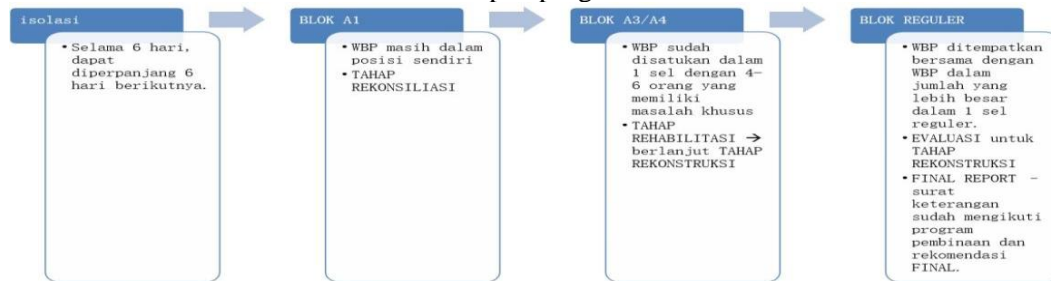 isolasi
• Selama 6 hari,
dapat
diperpanjang 6
hari berikutnya.
BLOK A1
• WBP masih dalam
posisi sendiri
• TAHAP
REKONSILIASI
BLOK A3/A4
• WBP sudah
disatukan dalam
1 sel dengan 4–
6 orang yang
memiliki
masalah khusus
• TAHAP
REHABILITASI →
berlanjut TAHAP
REKONSTRUKSI
BLOK REGULER
• WBP ditempatkan
bersama dengan
WBP dalam
jumlah yang
lebih besar
dalam 1 sel
reguler.
• EVALUASI untuk
TAHAP
REKONSTRUKSI
• FINAL REPORT –
surat
keterangan
sudah mengikuti
program
pembinaan dan
rekomendasi
FINAL.